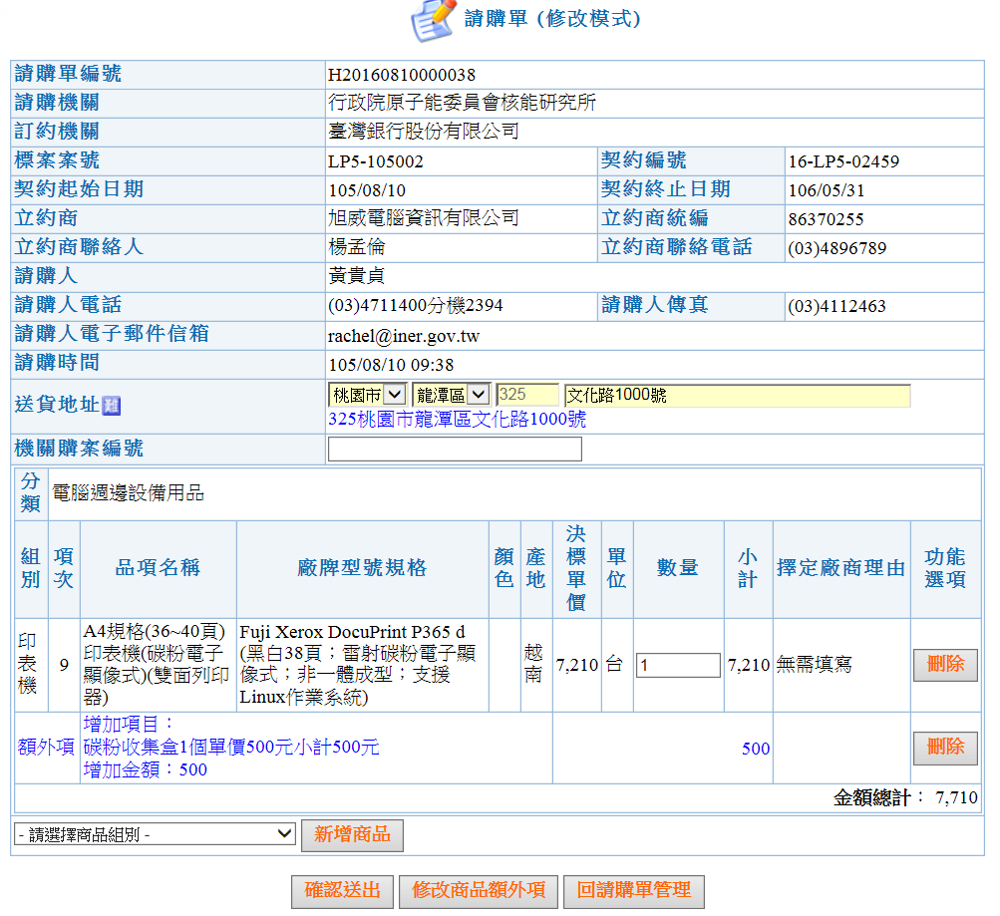 請購單 (修改模式)
請購單編號 H20160810000038
請購機關 行政院原子能委員會核能研究所
訂約機關 臺灣銀行股份有限公司
標案案號 LP5-105002 契約編號 16-LP5-02459
契約起始日期 105/08/10 契約終止日期 106/05/31
立約商 旭威電腦資訊有限公司 立約商統編 86370255
立約商聯絡人 楊孟倫 立約商聯絡電話 (03)4896789
請購人 黃貴貞
請購人電話 (03)4711400分機2394 請購人傳真 (03)4112463
請購人電子郵件信箱 rachel@iner.gov.tw
請購時間 105/08/10 09:38
送貨地址難 桃園市 龍潭區 325 文化路1000號
325桃園市龍潭區文化路1000號
機關購案編號
分類 電腦週邊設備用品
組別 項次 品項名稱 廠牌型號規格 顏色 產地 決標單價 單位 數量 小計 擇定廠商理由 功能選項
印表機
9
A4規格(36~40頁)
印表機(碳粉電子
顯像式)(雙面列印
器)
Fuji Xerox DocuPrint P365 d
(黑白38頁；雷射碳粉電子顯
像式；非一體成型；支援
Linux作業系統)
越南
7,210 台 1 7,210 無需填寫 刪除
額外項
增加項目：
碳粉收集盒1個單價500元小計500元
增加金額：500
500 刪除
金額總計： 7,710
- 請選擇商品組別 - 新增商品
確認送出 修改商品額外項 回請購單管理